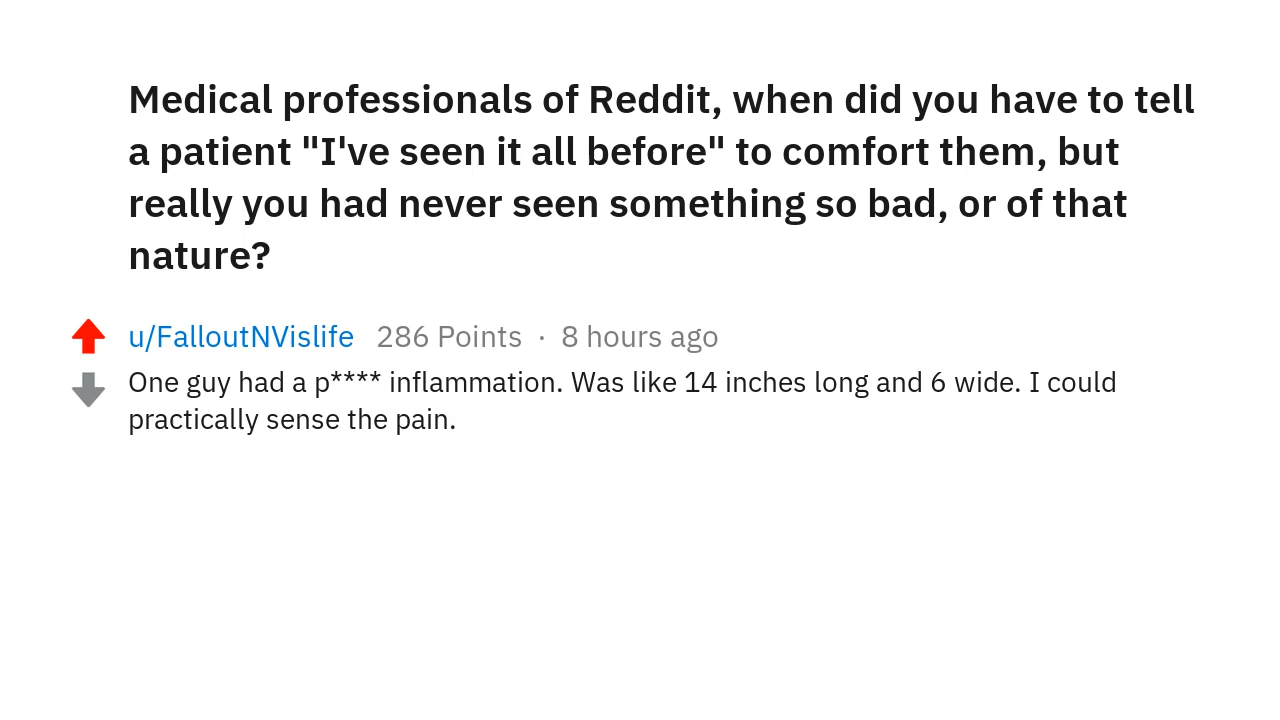 Medical professionals of Reddit, when did you have to tell
a patient "I've seen it all before" to comfort them, but
really you had never seen something so bad, or of that
nature?
u/FalloutNVislife 286 Points · 8 hours ago
One guy had a p**** inflammation. Was like 14 inches long and 6 wide. I could
practically sense the pain.